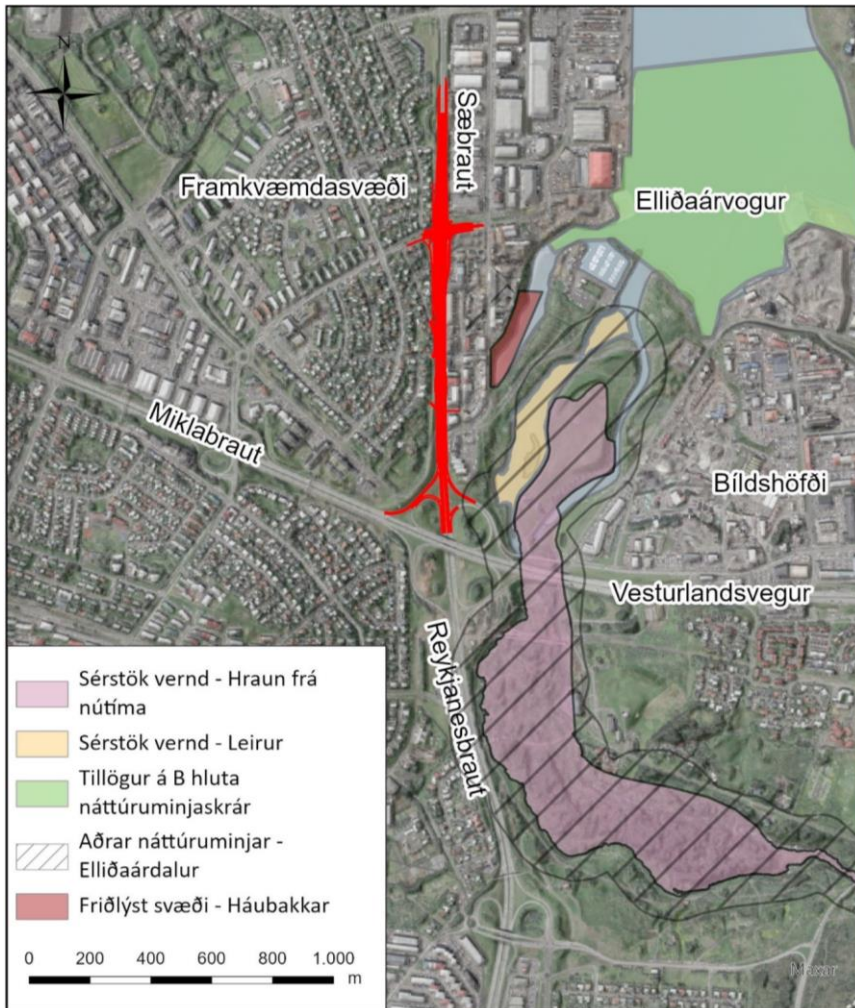 N
Sæbraut
Framkvæmdasvæði
Elliðaárvogur
Miklabraut
Bíldshöfði
Vesturlandsvegur
Reykjanesbraut
Sérstök vernd - Hraun frá
nútíma
Sérstök vernd - Leirur
Tillögur á B hluta
náttúruminjaskrár
Aðrar náttúruminjar -
Elliðaárdalur
Friðlýst svæði - Háubakkar
0 200 400 600 800 1.000
m
Maxar